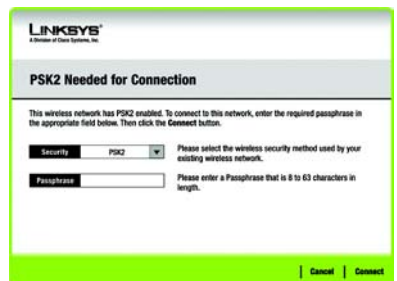 LINKSYS®
A Division of Cisco Systems, Inc.
PSK2 Needed for Connection
This wireless network has PSK2 enabled. To connect to this network, enter the required passphrase in
the appropriate field below. Then click the Connect button.
Security PSK2 Please select the wireless security method used by your
existing wireless network.
Passphrase Please enter a Passphrase that is 8 to 63 characters in
length.
Cancel Connect